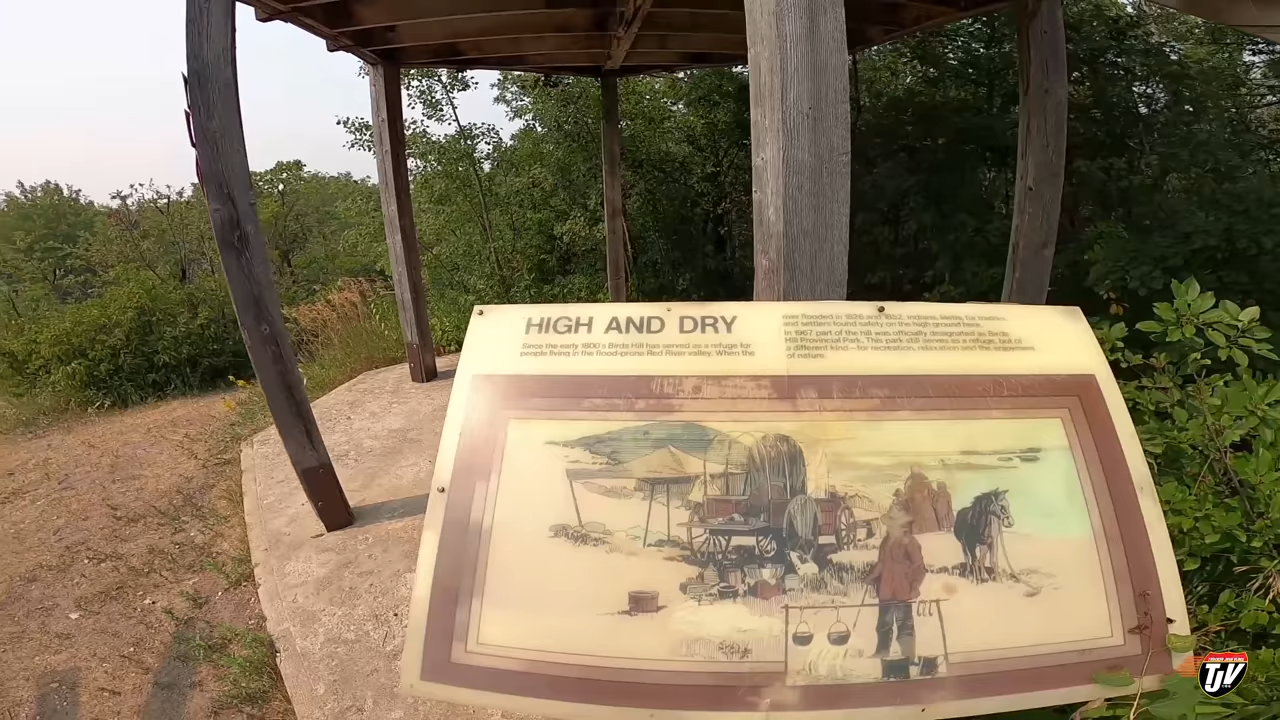 HIGH AND DRY
Since the early 1800's Birds Hill has served as a refuge for
people living in the flood-prone Red River valley. When the
river flooded in 1826 and 1852, Indians, Metis, fur traders
and settlers found safety on the high ground here.
In 1967 part of the hill was officially designated as Birds
Hill Provincial Park. This park still serves as a refuge, but of
a different kind—for recreation, relaxation and the enjoyment
of nature.
TJV